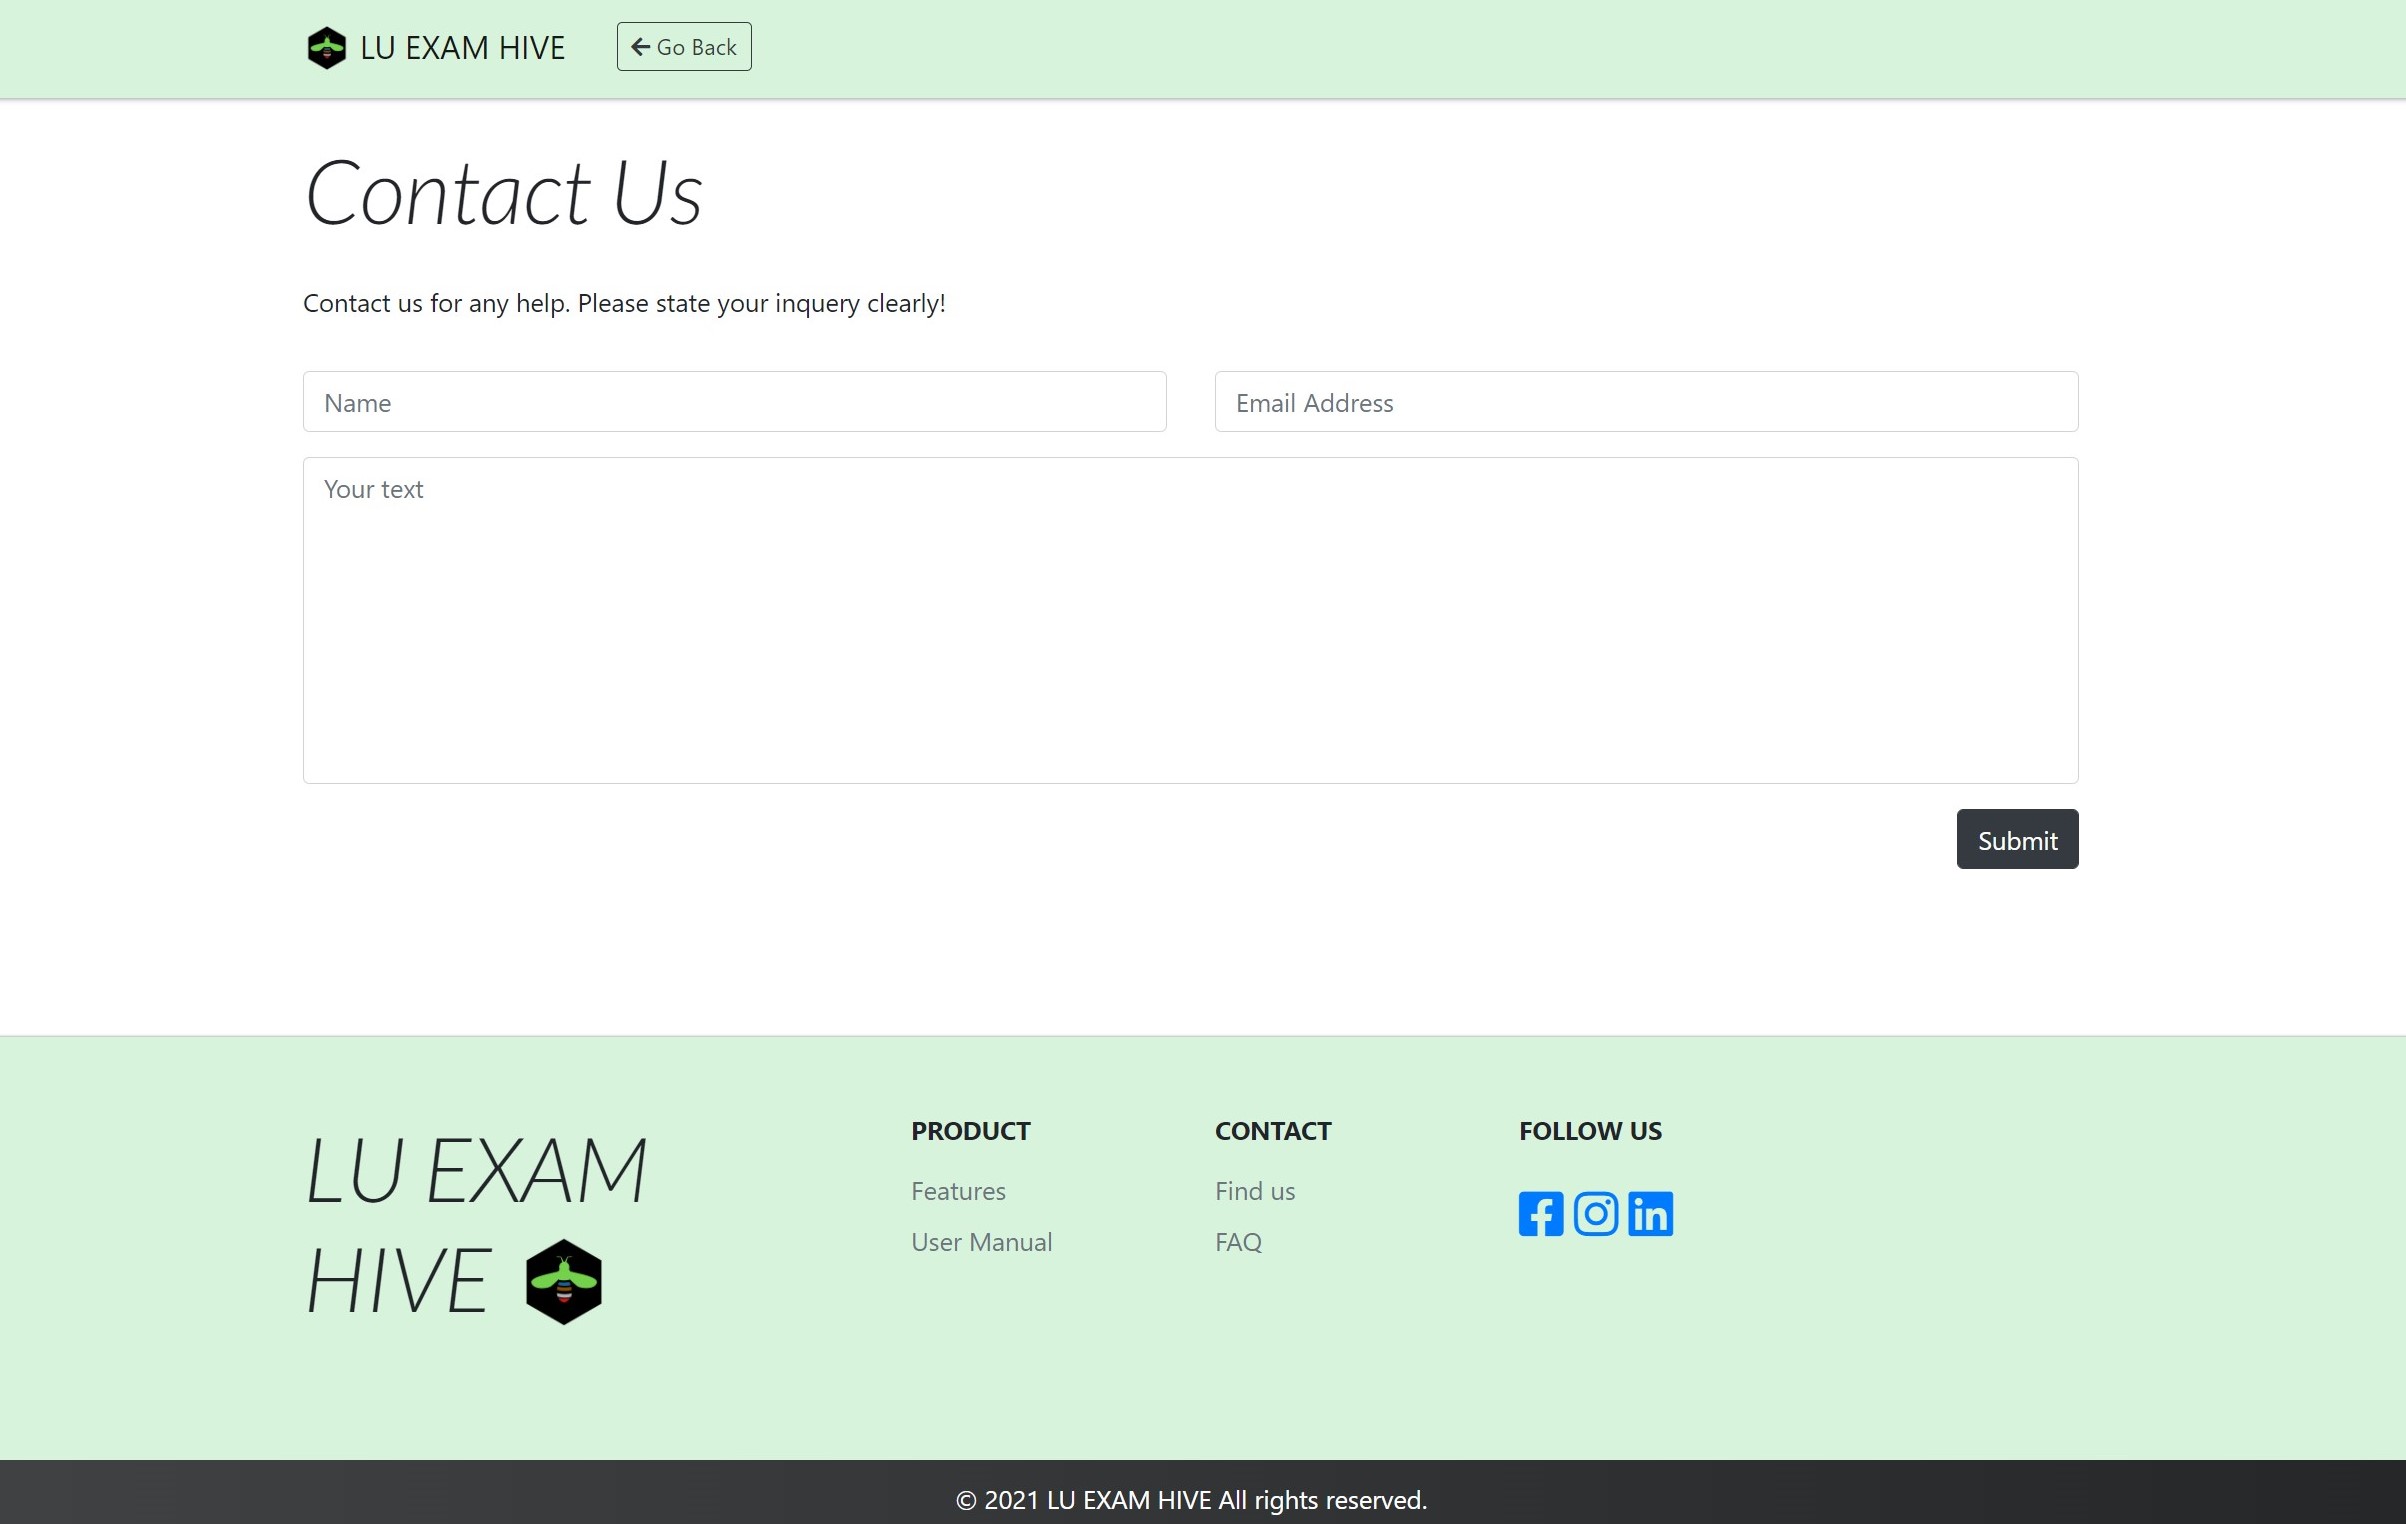 LU EXAM HIVE
Go Back
Contact Us
Contact us for any help. Please state your inquery clearly!
Name
Email Address
Your text
Submit
LU EXAM
HIVE
PRODUCT
Features
User Manual
CONTACT
Find us
FAQ
FOLLOW US
© 2021 LU EXAM HIVE All rights reserved.